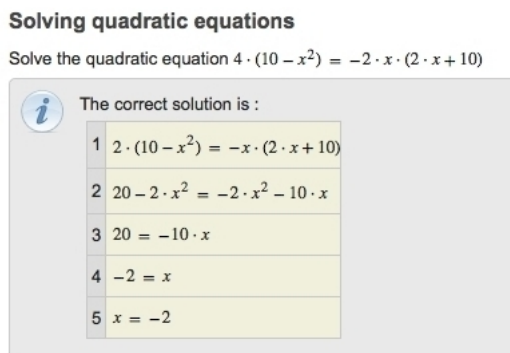 Solving quadratic equations
Solve the quadratic equation 4 · (10 – x²) = −2 · x · (2 · x + 10)
i
The correct solution is :
1 2 · (10 – x²) = −x · (2 · x + 10)
2 20 – 2 · x² = −2 · x² – 10 · x
3 20 = −10 · x
4 −2 = x
5 x = −2